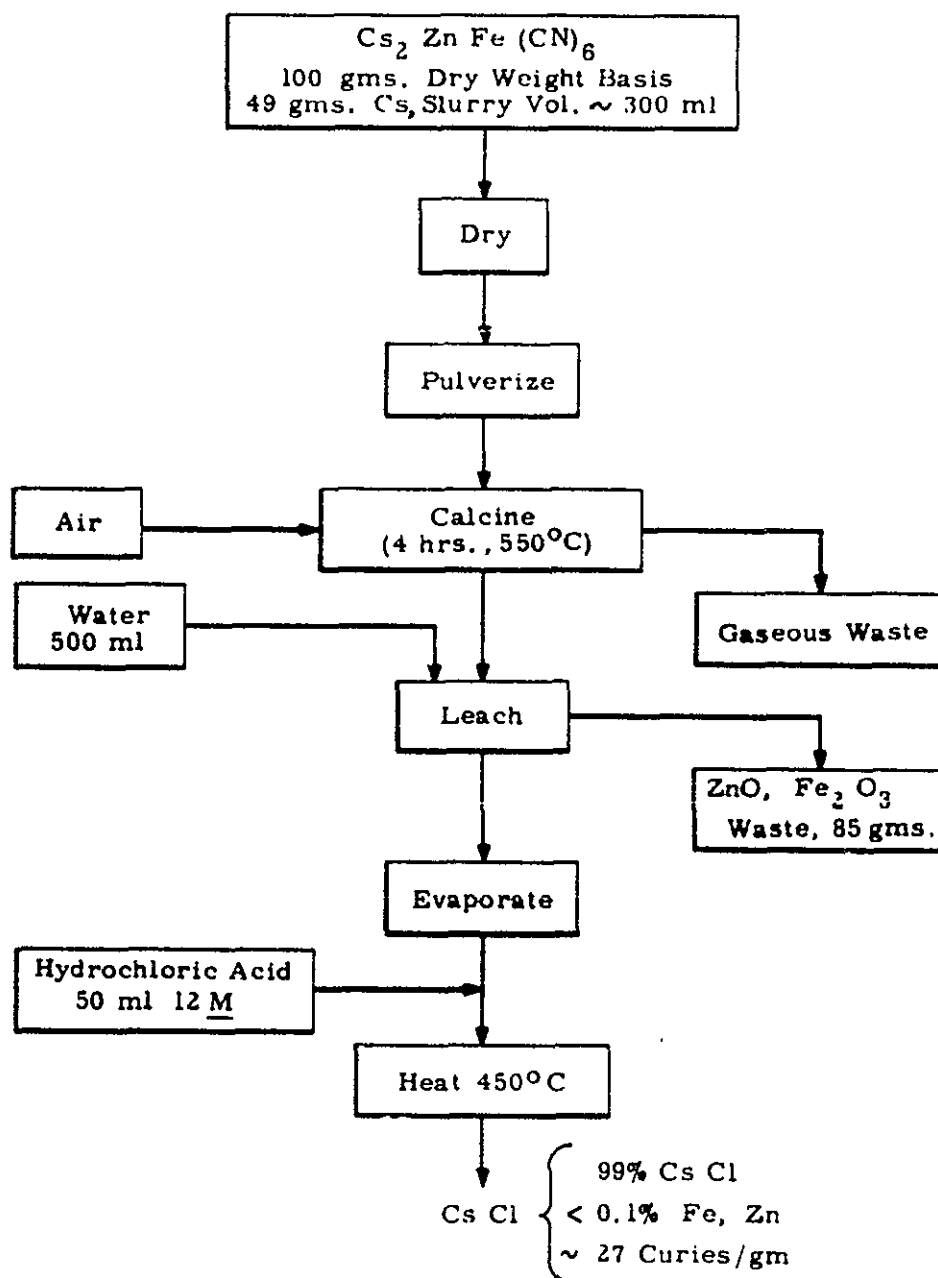 Cs2 Zn Fe (CN)6
100 gms. Dry Weight Basis
49 gms. Cs, Slurry Vol. ~ 300 ml
Dry
Pulverize
Air
Calcine
(4 hrs., 550°C)
Water
500 ml
Gaseous Waste
Leach
ZnO, Fe2 O3
Waste, 85 gms.
Evaporate
Hydrochloric Acid
50 ml 12 M
Heat 450°C
Cs Cl
99% Cs Cl
< 0.1% Fe, Zn
~ 27 Curies/gm